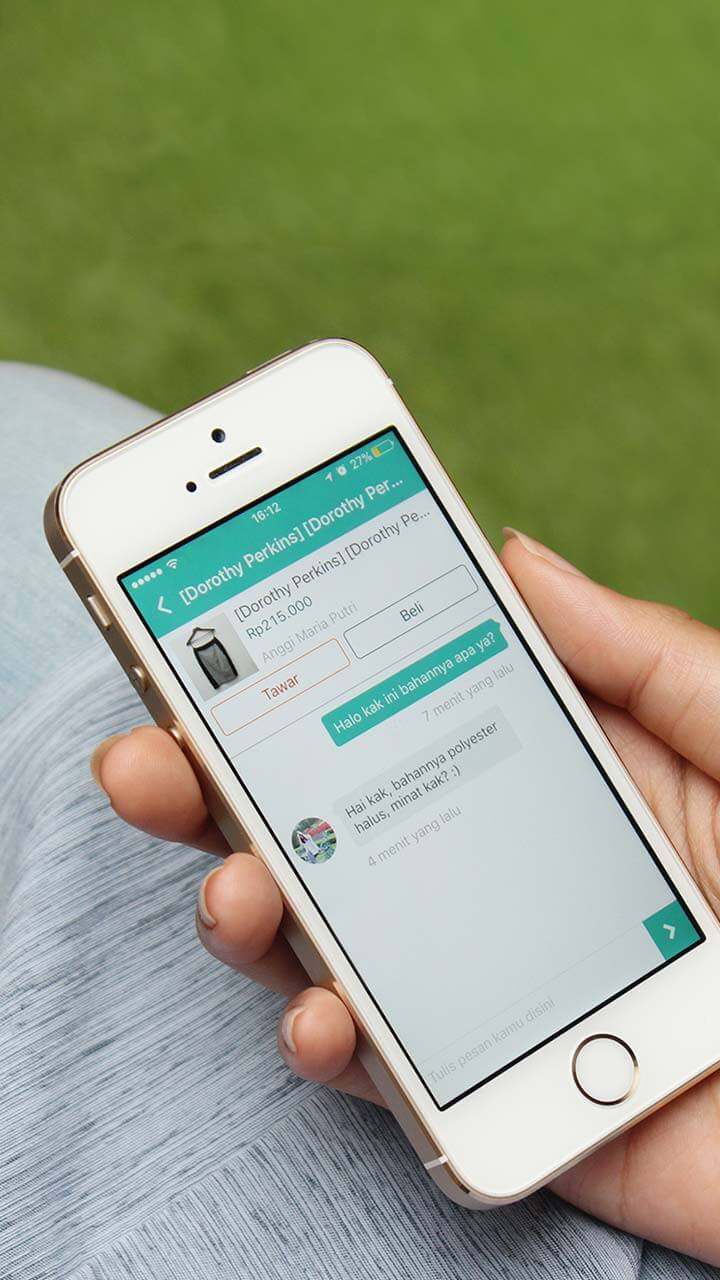 16:12
27%
[Dorothy Perkins] [Dorothy Per...
[Dorothy Perkins] [Dorothy Pe...
Rp215.000
Anggi Maria Putri
Tawar
Beli
Halo kak ini bahannya apa ya?
7 menit yang lalu
Hai kak, bahannya polyester
halus, minat kak? :)
4 menit yang lalu
Tulis pesan kamu disini